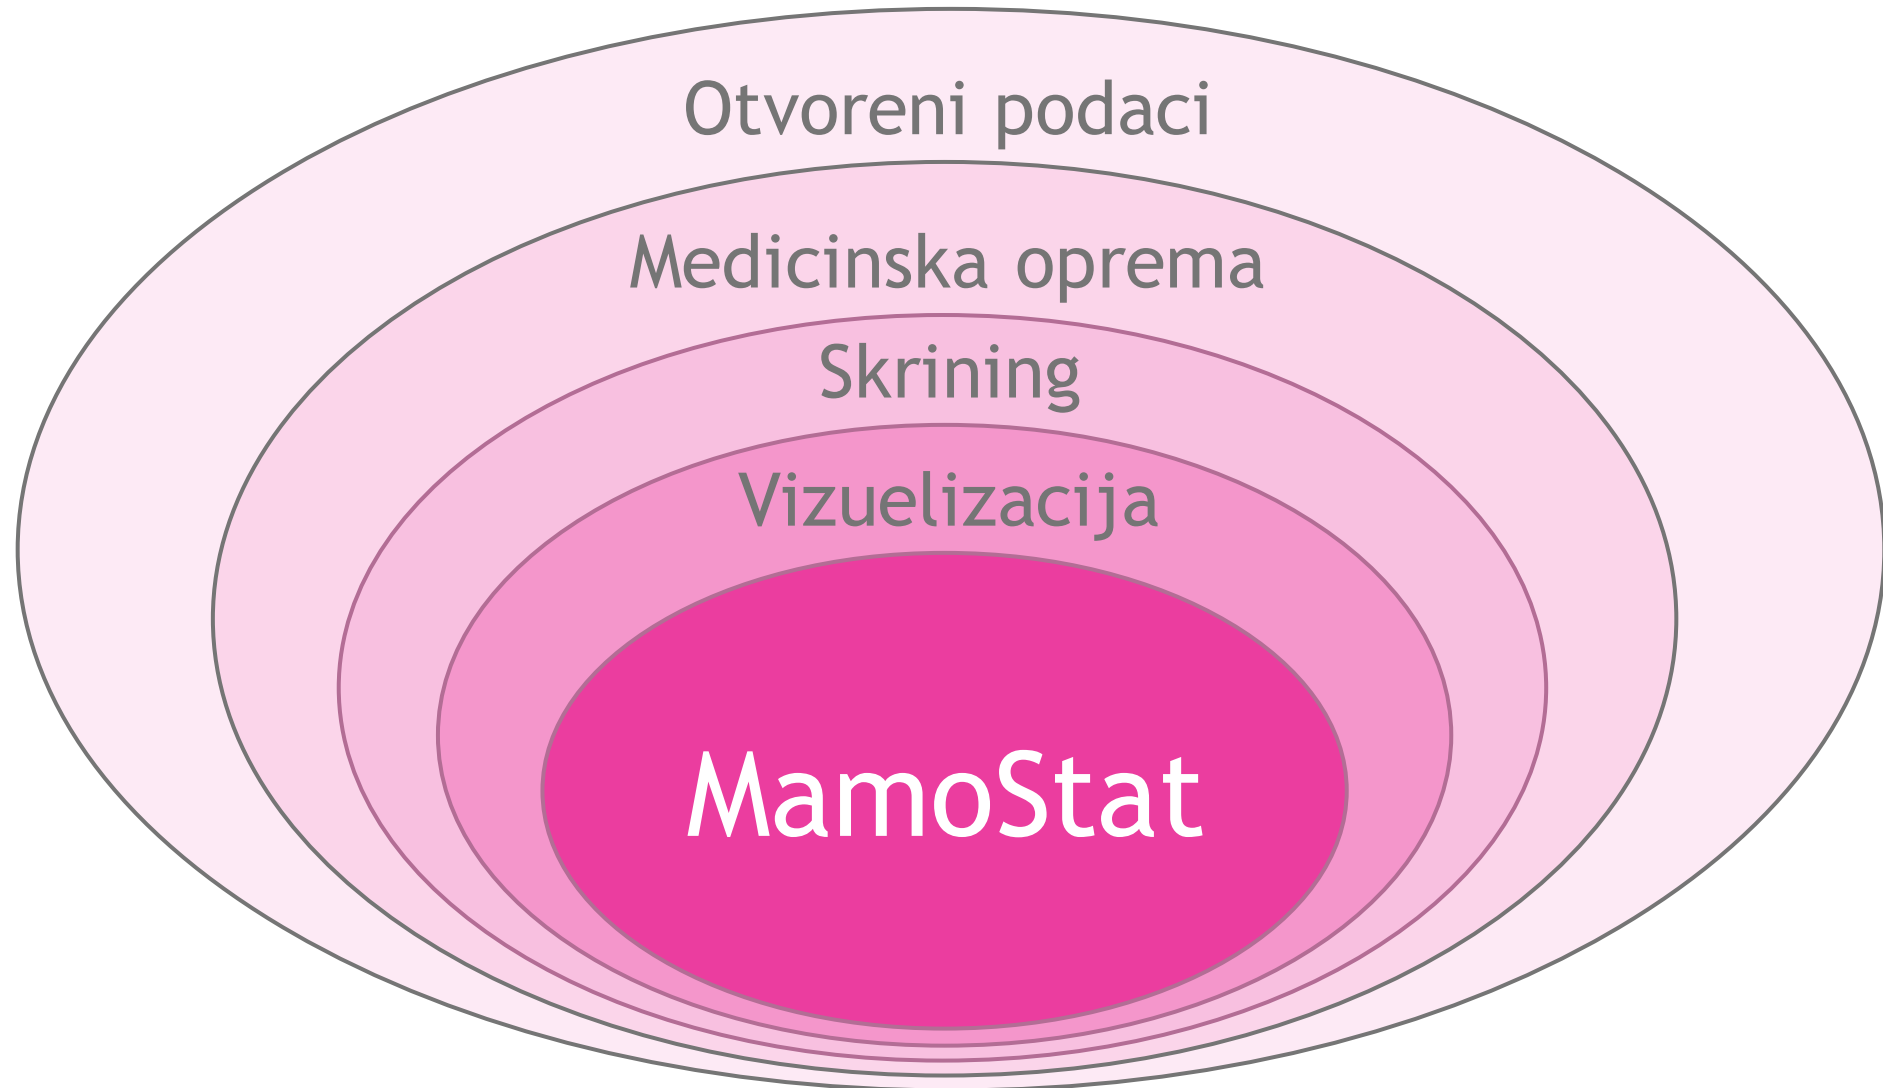 Otvoreni podaci
Medicinska oprema
Skrining
Vizuelizacija
MamoStat